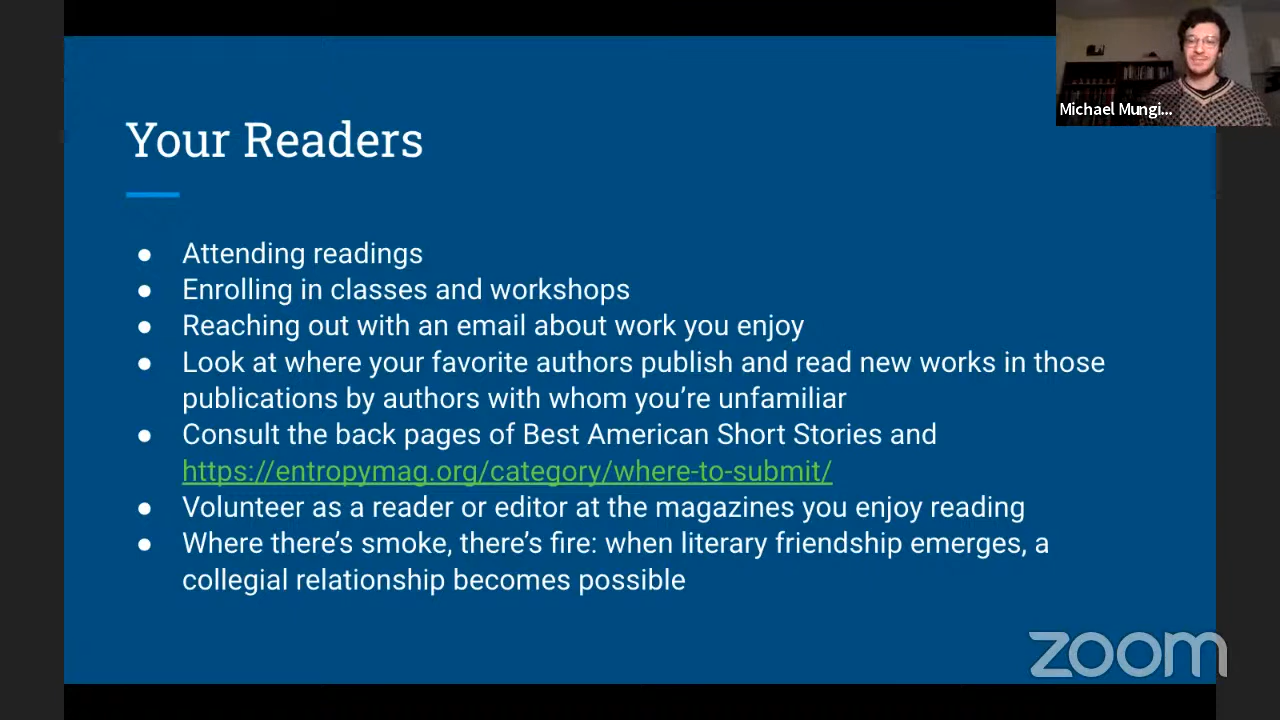 Michael Mungi...
Your Readers
● Attending readings
● Enrolling in classes and workshops
● Reaching out with an email about work you enjoy
● Look at where your favorite authors publish and read new works in those
publications by authors with whom you’re unfamiliar
● Consult the back pages of Best American Short Stories and
https://entropymag.org/category/where-to-submit/
● Volunteer as a reader or editor at the magazines you enjoy reading
● Where there’s smoke, there’s fire: when literary friendship emerges, a
collegial relationship becomes possible
zoom